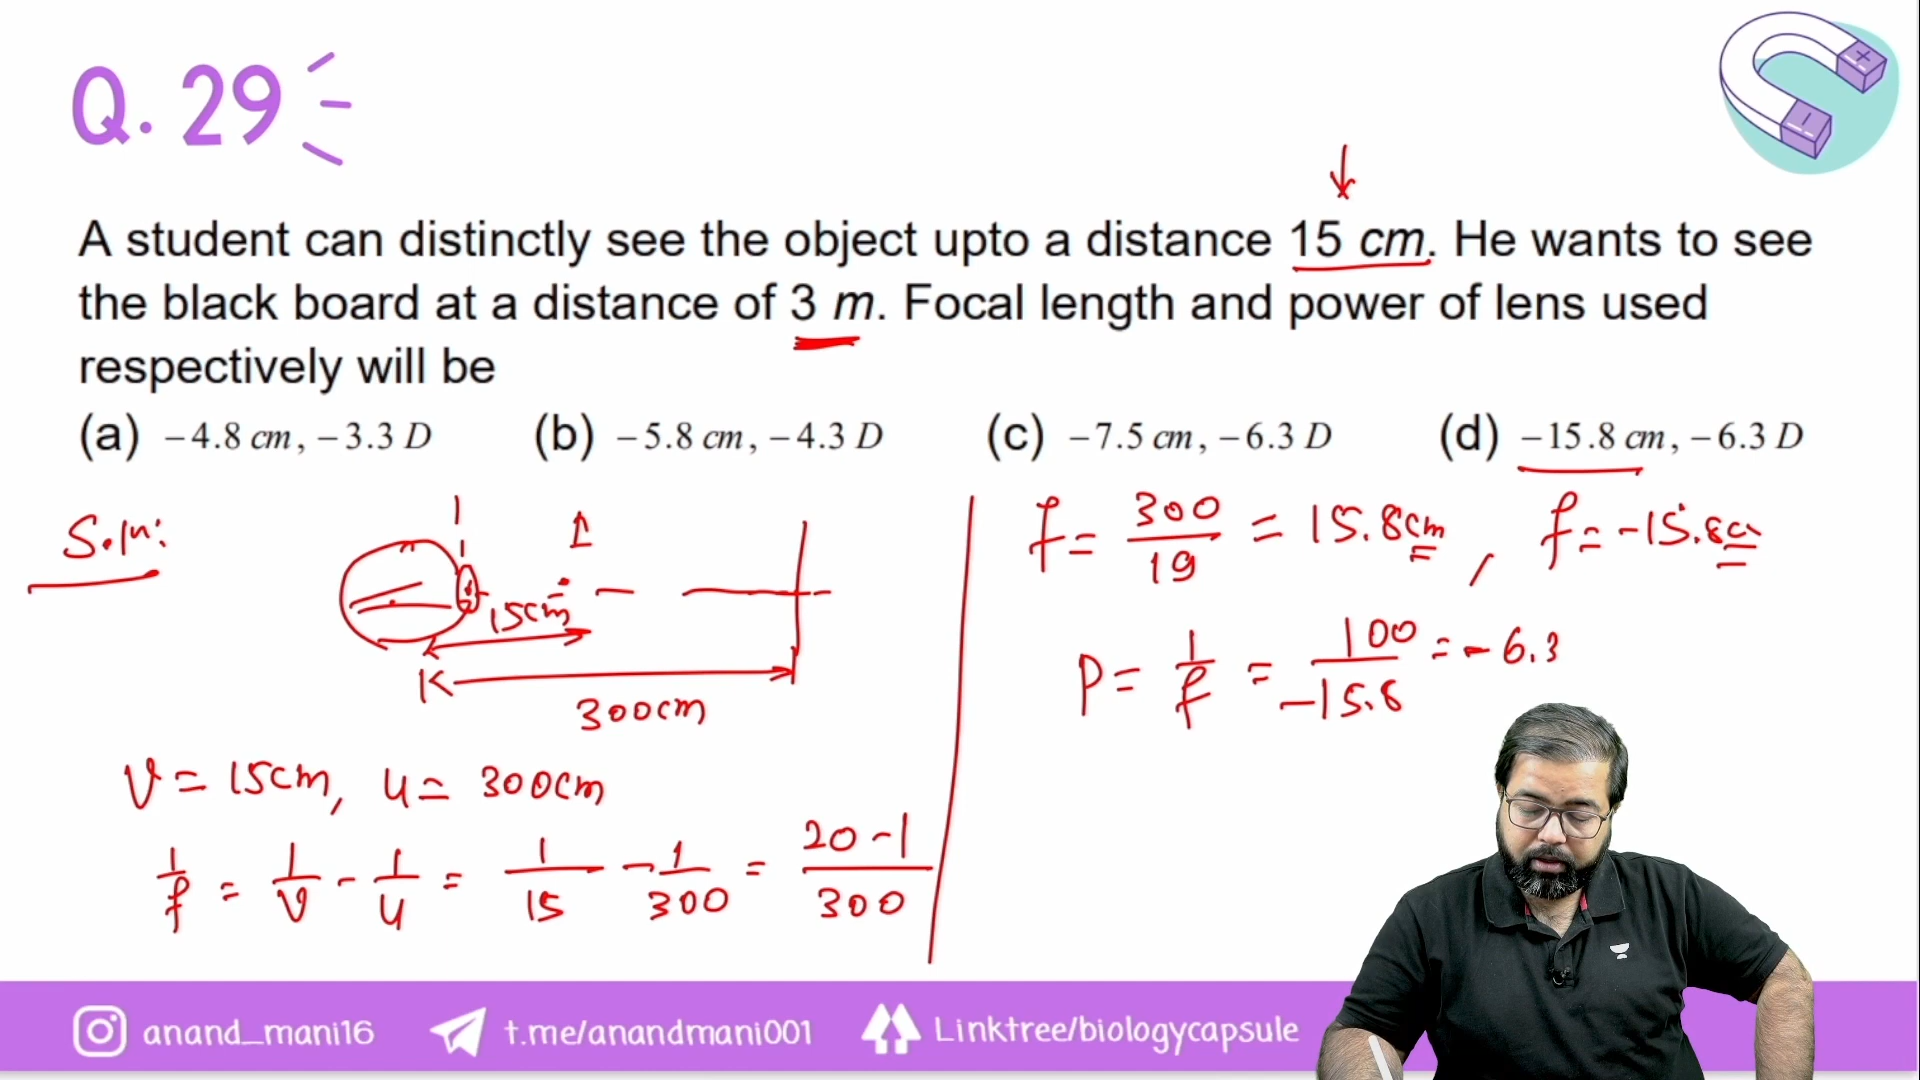 Q. 29
A student can distinctly see the object upto a distance 15 cm. He wants to see
the black board at a distance of 3 m. Focal length and power of lens used
respectively will be
(a) −4.8 cm, −3.3 D (b) −5.8 cm, −4.3 D (c) −7.5 cm, −6.3 D (d) −15.8 cm, −6.3 D
Soln:
I
15cm
300cm
v = 15cm, u = 300cm
1/f = 1/v - 1/u = 1/15 - 1/300 = 20-1/300
f = 300/19 = 15.8cm, f = -15.8c
P = 1/f = 100/-15.8 = -6.3
anand_mani16 t.me/anandmani001 Linktree/biologycapsule